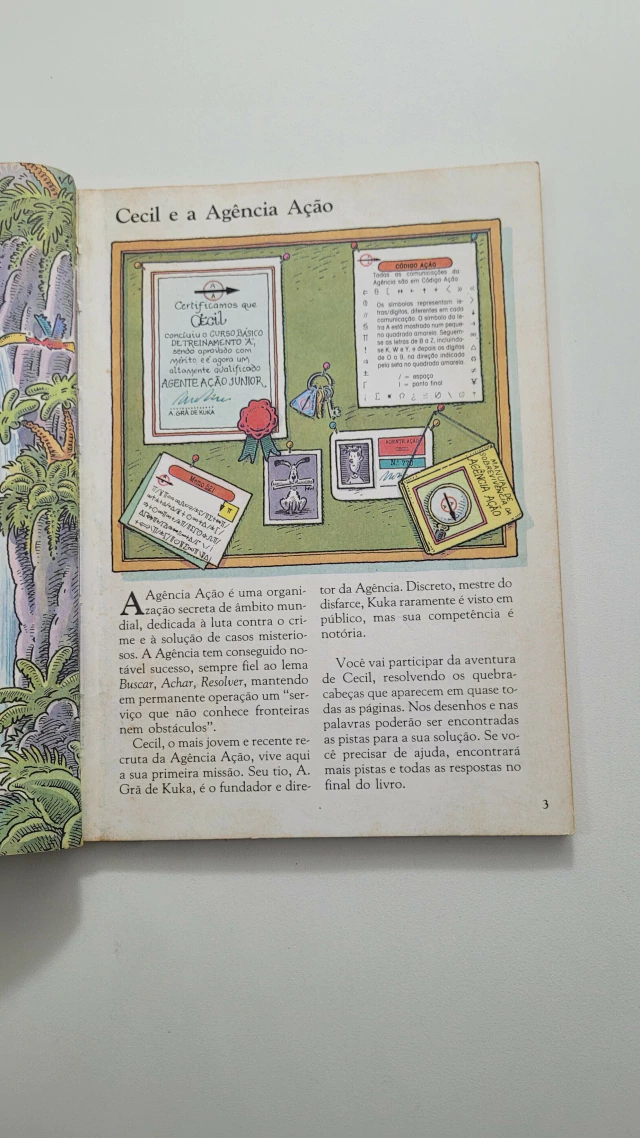 Cecil e a Agência Ação
Certificamos que
Cécil
concluiu o CURSO BÁSICO
DE TREINAMENTO 'A',
sendo aprovado com
mérito e é agora um
altamente qualificado
AGENTE AÇÃO JUNIOR.
A. GRÃ DE KUKA
CÓDIGO AÇÃO
Todas as comunicações da
Agência são em Código Ação
Os símbolos representam le-
tras/dígitos, diferentes em cada
comunicação. O símbolo da le-
tra A está mostrado num peque-
no quadrado amarelo. Seguem-
se as letras de B a Z, incluindo-
se K, W e Y, e depois os dígitos
de 0 a 9, na direção indicada
pela seta no quadrado amarelo.
/ = espaço
| = ponto final
AGENTE AÇÃO
CECIL
MANUAL DE
SOBREVIVÊNCIA DA
AGÊNCIA AÇÃO
A Agência Ação é uma organi-
zação secreta de âmbito mun-
dial, dedicada à luta contra o cri-
me e à solução de casos misterio-
sos. A Agência tem conseguido no-
tável sucesso, sempre fiel ao lema
Buscar, Achar, Resolver, mantendo
em permanente operação um "ser-
viço que não conhece fronteiras
nem obstáculos".
Cecil, o mais jovem e recente re-
cruta da Agência Ação, vive aqui
a sua primeira missão. Seu tio, A.
Grã de Kuka, é o fundador e dire-
tor da Agência. Discreto, mestre do
disfarce, Kuka raramente é visto em
público, mas sua competência é
notória.
Você vai participar da aventura
de Cecil, resolvendo os quebra-
cabeças que aparecem em quase to-
das as páginas. Nos desenhos e nas
palavras poderão ser encontradas
as pistas para a sua solução. Se vo-
cê precisar de ajuda, encontrará
mais pistas e todas as respostas no
final do livro.
3